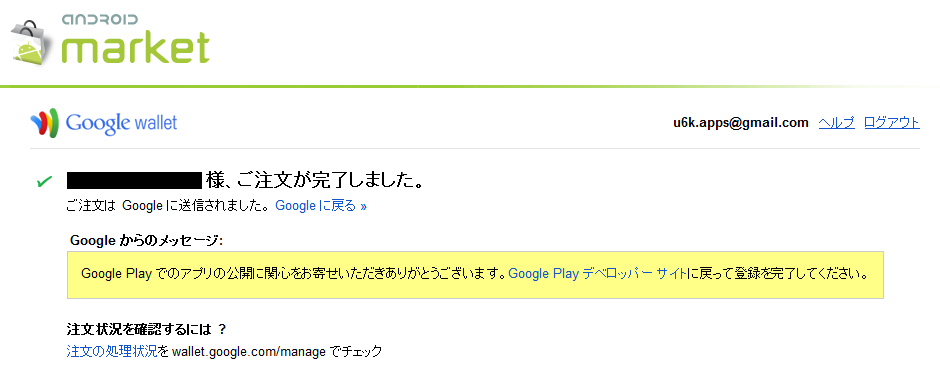 ANDROID
market
Google wallet
u6k.apps@gmail.com ヘルプ ログアウト
様、ご注文が完了しました。
ご注文は Google に送信されました。 Google に戻る »
Google からのメッセージ:
Google Play でのアプリの公開に関心をお寄せいただきありがとうございます。Google Play デベロッパー サイトに戻って登録を完了してください。
注文状況を確認するには ?
注文の処理状況を wallet.google.com/manage でチェック